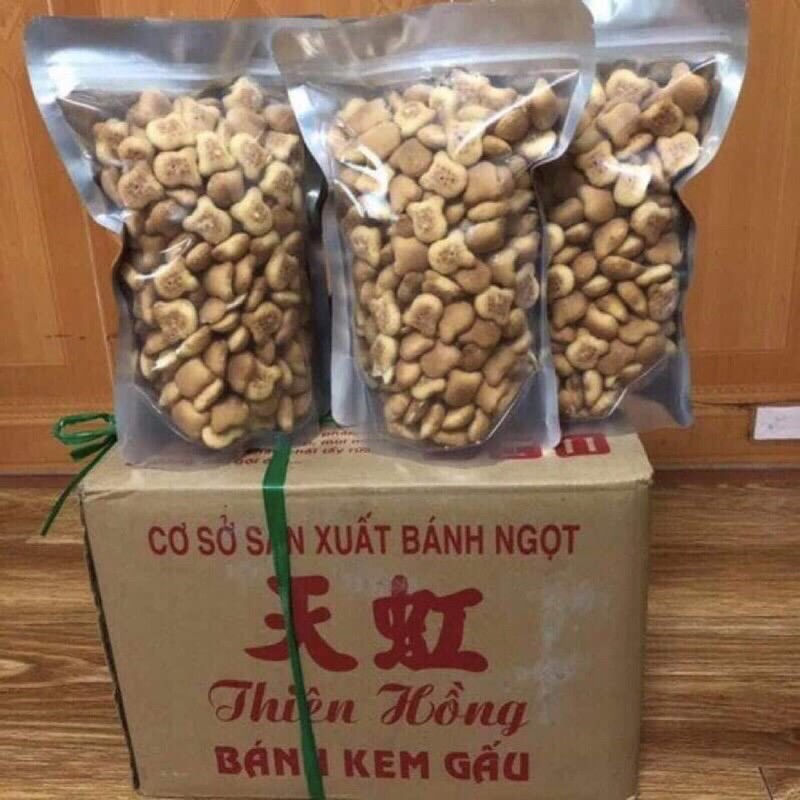 CƠ SỞ SẢN XUẤT BÁNH NGỌT
天虹
Thiên Hồng
BÁNH KEM GẤU